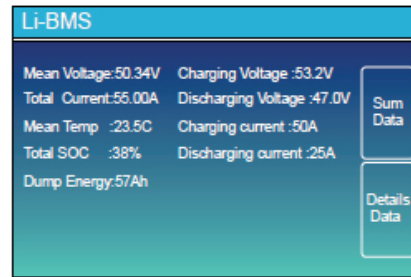 Li-BMS
Mean Voltage:50.34V Charging Voltage :53.2V
Total Current:55.00A Discharging Voltage :47.0V
Mean Temp :23.5C Charging current :50A
Total SOC :38% Discharging current :25A
Dump Energy:57Ah
Sum
Data
Details
Data